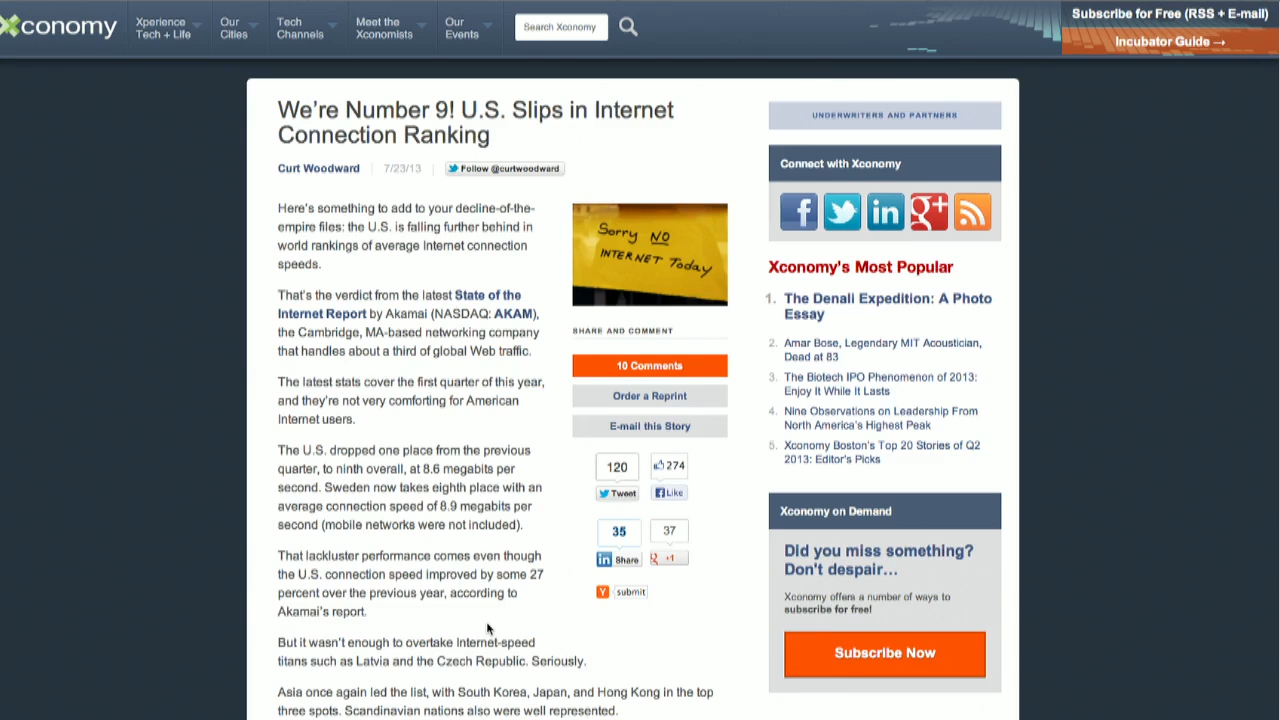 Xconomy
Xperience
Tech + Life
Our
Cities
Tech
Channels
Meet the
Xconomists
Our
Events
Search Xconomy
Subscribe for Free (RSS + E-mail)
Incubator Guide →
We're Number 9! U.S. Slips in Internet
Connection Ranking
Curt Woodward
7/23/13
Follow @curtwoodward
Here's something to add to your decline-of-the-
empire files: the U.S. is falling further behind in
world rankings of average Internet connection
speeds.
That's the verdict from the latest State of the
Internet Report by Akamai (NASDAQ: AKAM),
the Cambridge, MA-based networking company
that handles about a third of global Web traffic.
The latest stats cover the first quarter of this year,
and they're not very comforting for American
Internet users.
The U.S. dropped one place from the previous
quarter, to ninth overall, at 8.6 megabits per
second. Sweden now takes eighth place with an
average connection speed of 8.9 megabits per
second (mobile networks were not included).
That lackluster performance comes even though
the U.S. connection speed improved by some 27
percent over the previous year, according to
Akamai's report.
But it wasn't enough to overtake Internet-speed
titans such as Latvia and the Czech Republic. Seriously.
Asia once again led the list, with South Korea, Japan, and Hong Kong in the top
three spots. Scandinavian nations also were well represented.
Sorry NO
INTERNET Today
SHARE AND COMMENT
10 Comments
Order a Reprint
E-mail this Story
120
274
Tweet
Like
35
37
in Share
g +1
Y submit
UNDERWRITERS AND PARTNERS
Connect with Xconomy
f
in
g+
Xconomy's Most Popular
1. The Denali Expedition: A Photo
Essay
2. Amar Bose, Legendary MIT Acoustician,
Dead at 83
3. The Biotech IPO Phenomenon of 2013:
Enjoy It While It Lasts
4. Nine Observations on Leadership From
North America's Highest Peak
5. Xconomy Boston's Top 20 Stories of Q2
2013: Editor's Picks
Xconomy on Demand
Did you miss something?
Don't despair...
Xconomy offers a number of ways to
subscribe for free!
Subscribe Now